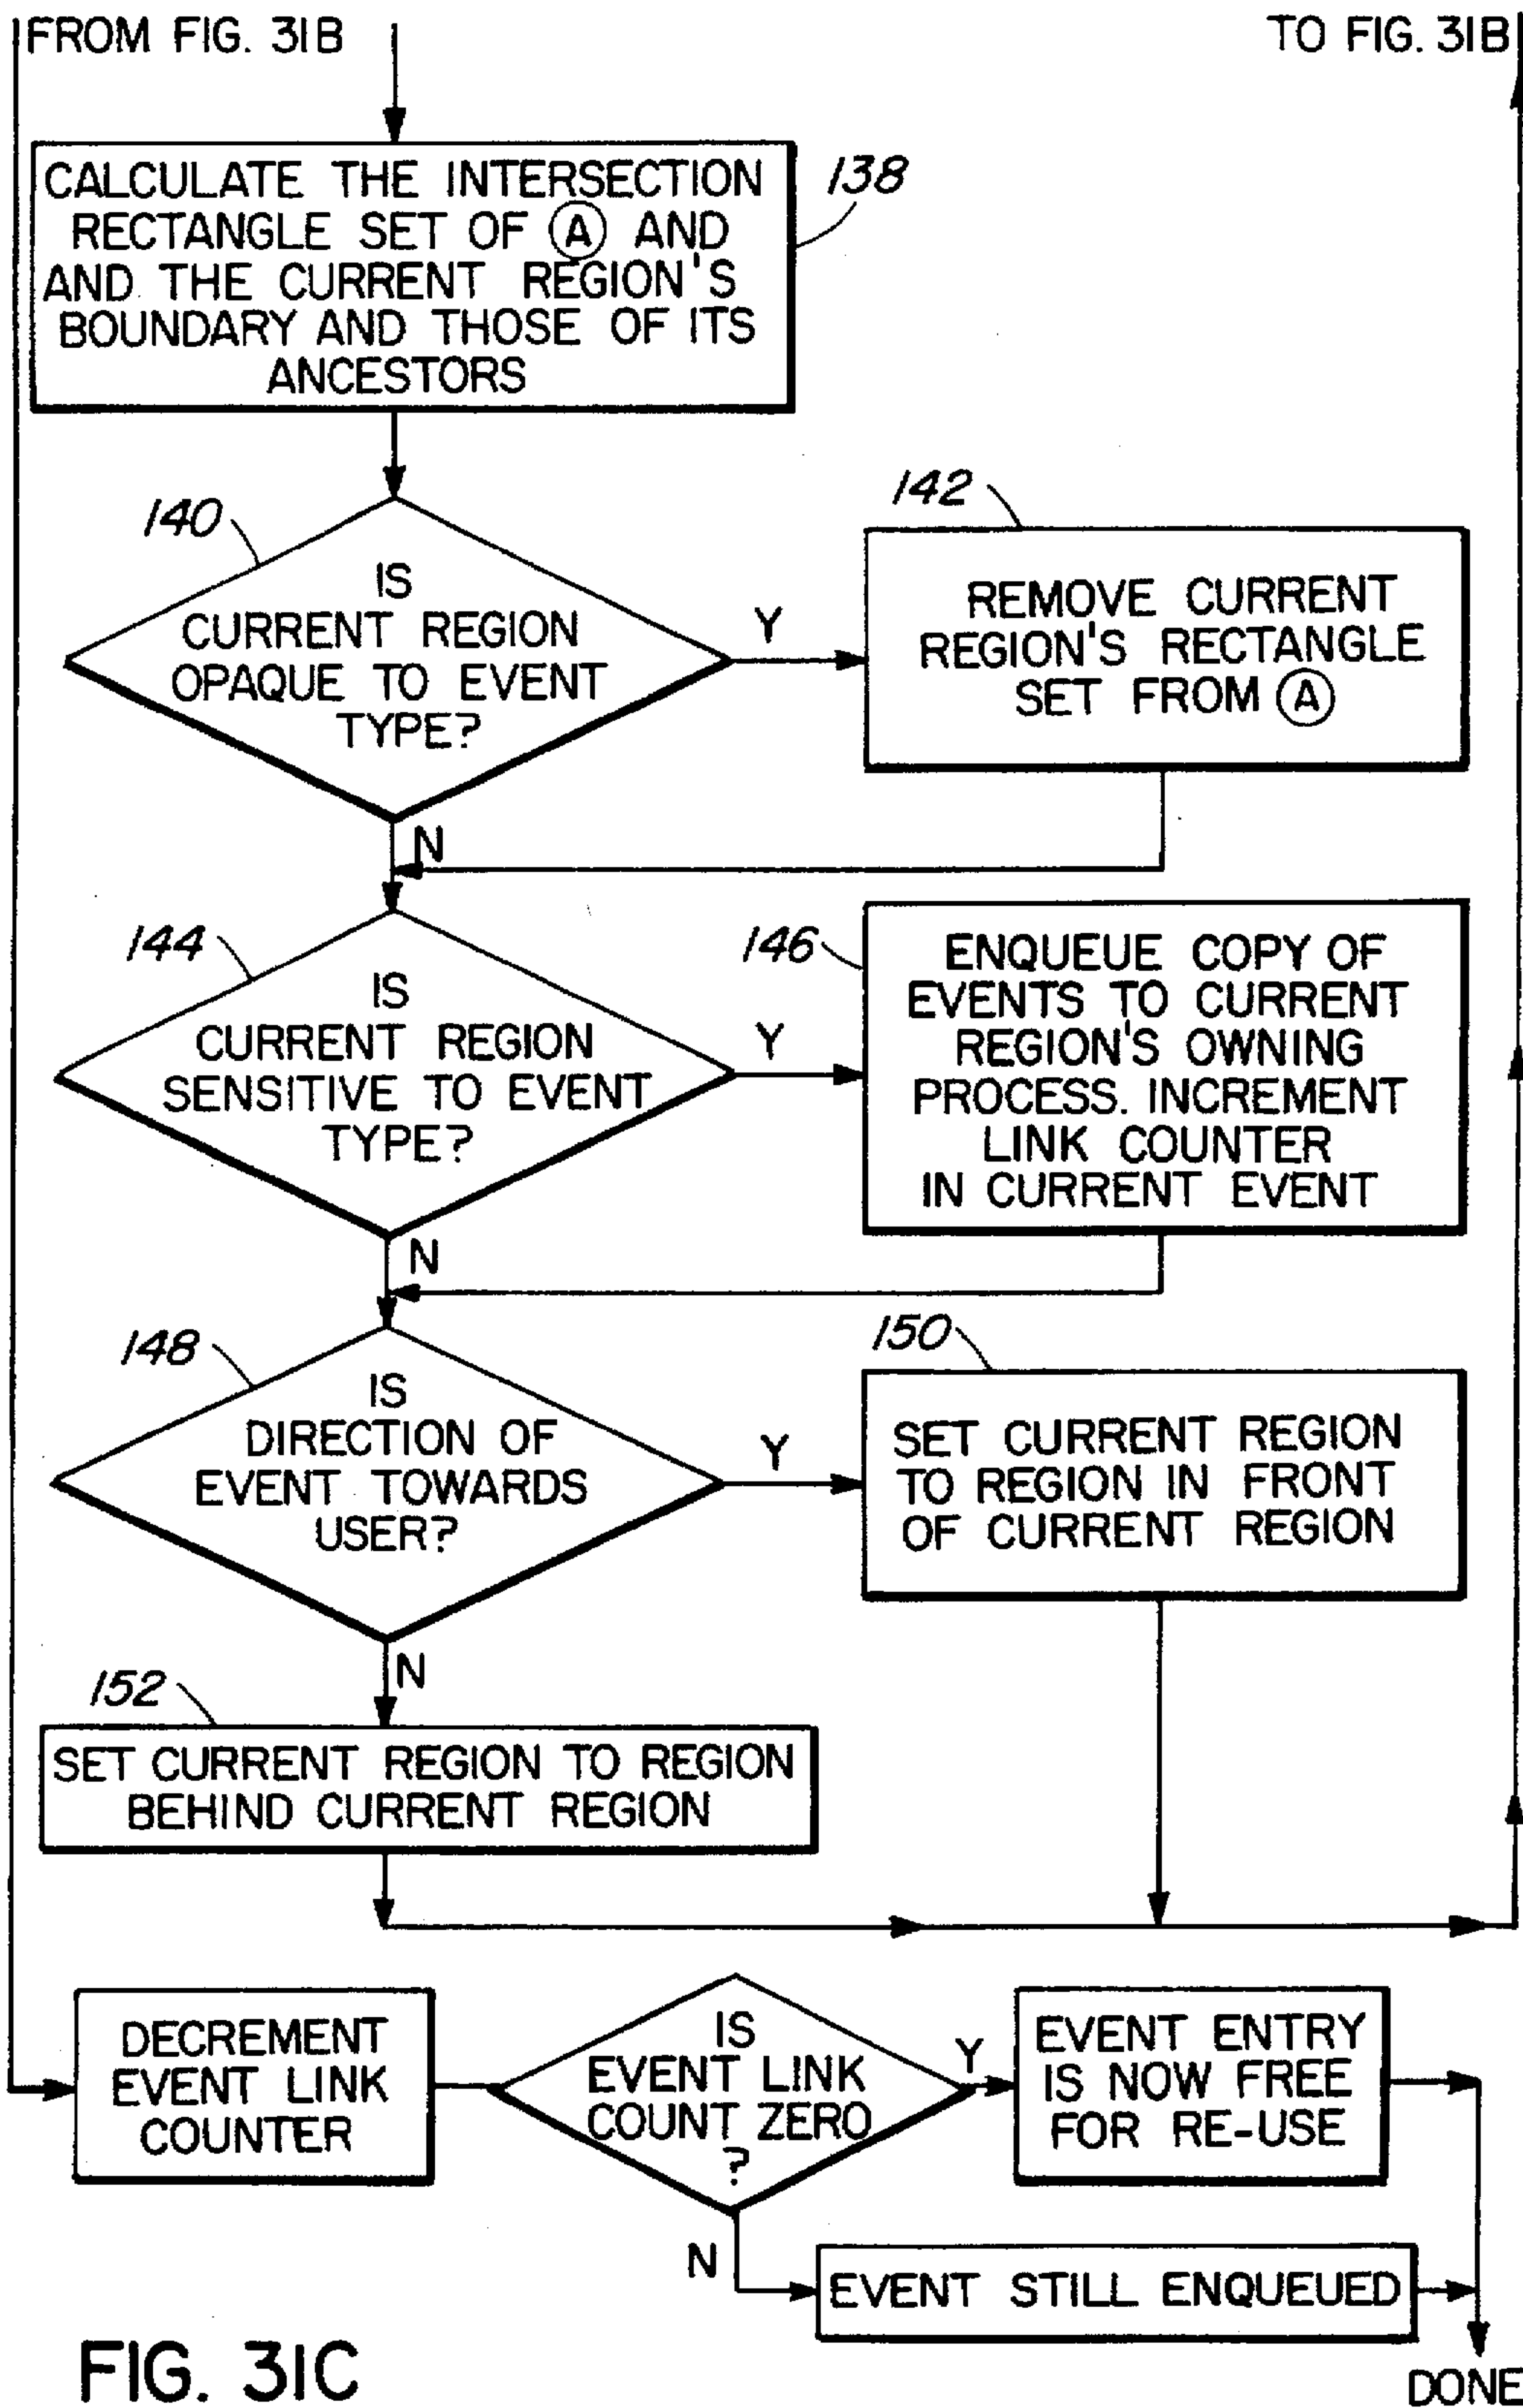 FROM FIG. 31B
TO FIG. 31B
CALCULATE THE INTERSECTION
RECTANGLE SET OF A AND
AND THE CURRENT REGION'S
BOUNDARY AND THOSE OF ITS
ANCESTORS
138
140
IS
CURRENT REGION
OPAQUE TO EVENT
TYPE?
Y
N
142
REMOVE CURRENT
REGION'S RECTANGLE
SET FROM A
144
IS
CURRENT REGION
SENSITIVE TO EVENT
TYPE?
Y
N
146
ENQUEUE COPY OF
EVENTS TO CURRENT
REGION'S OWNING
PROCESS. INCREMENT
LINK COUNTER
IN CURRENT EVENT
148
IS
DIRECTION OF
EVENT TOWARDS
USER?
Y
N
150
SET CURRENT REGION
TO REGION IN FRONT
OF CURRENT REGION
152
SET CURRENT REGION TO REGION
BEHIND CURRENT REGION
DECREMENT
EVENT LINK
COUNTER
IS
EVENT LINK
COUNT ZERO
?
Y
N
EVENT ENTRY
IS NOW FREE
FOR RE-USE
EVENT STILL ENQUEUED
DONE
FIG. 31C